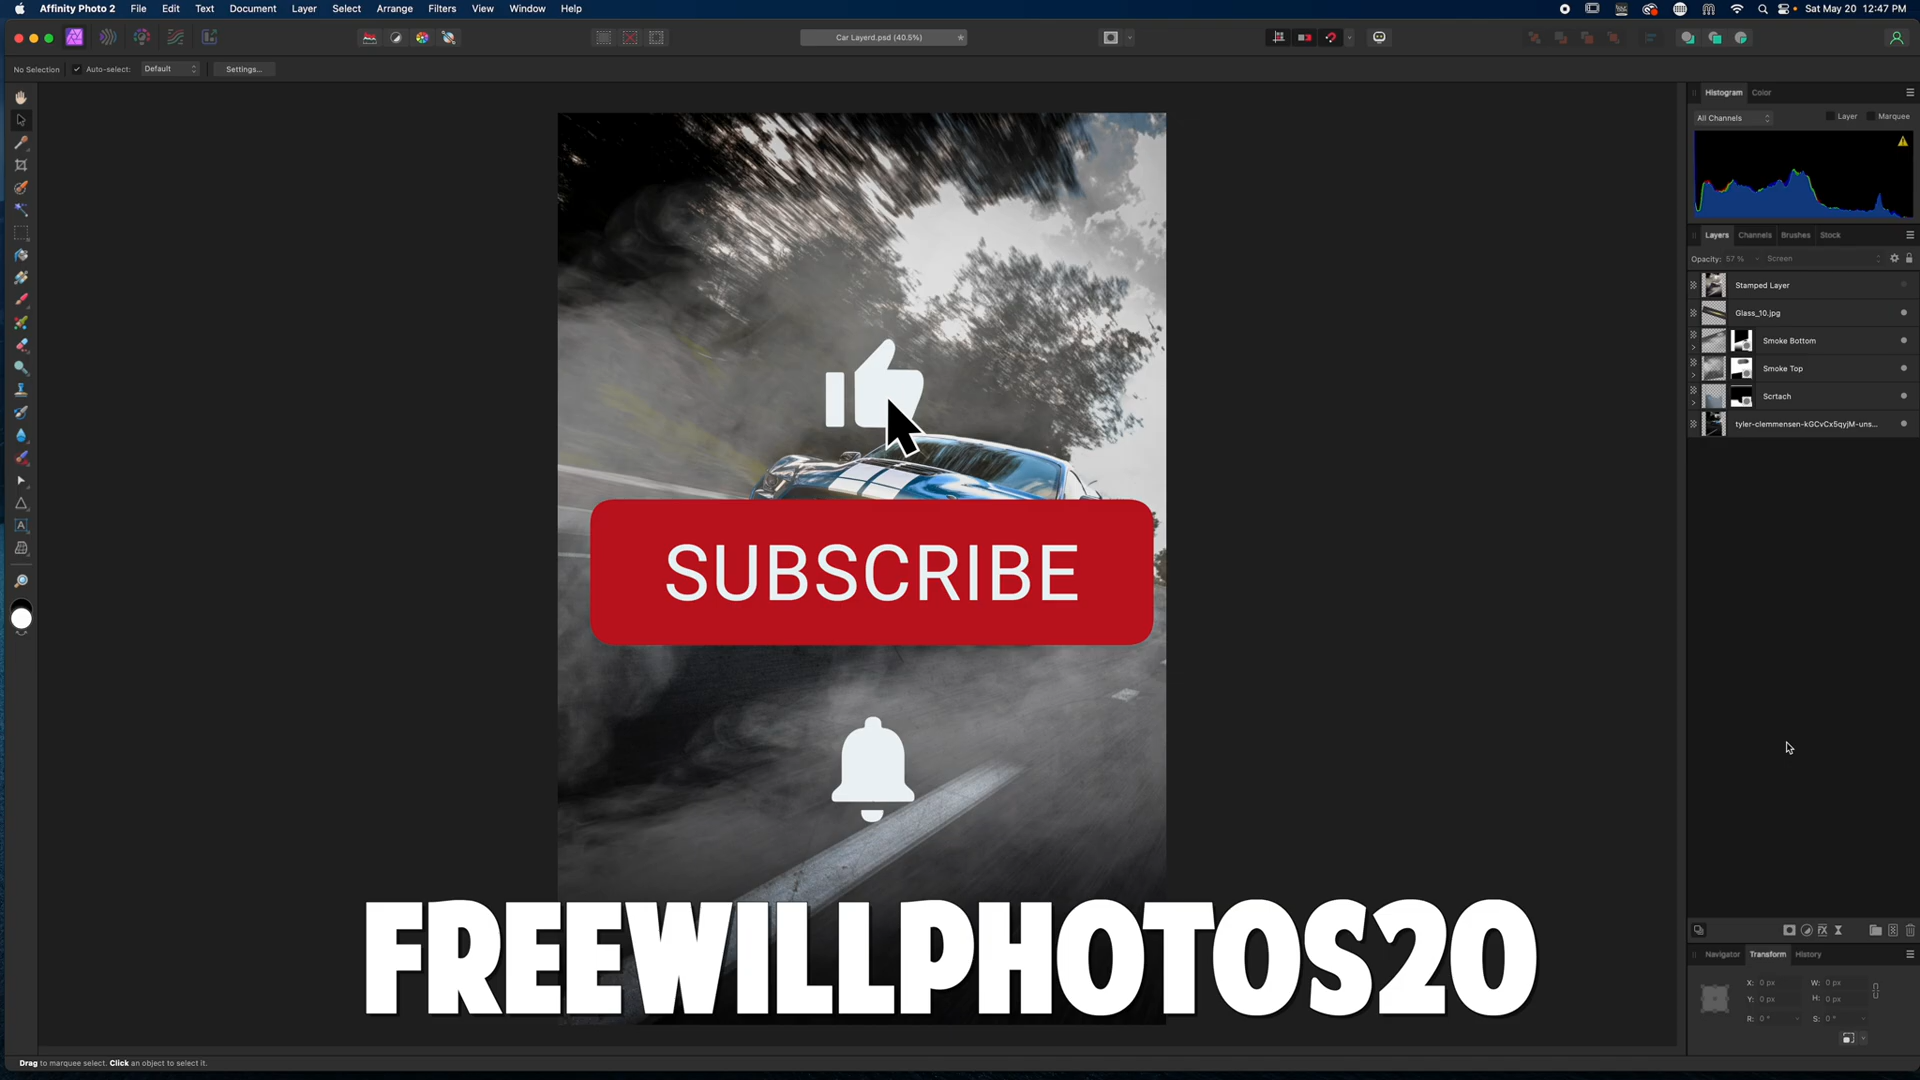 Affinity Photo 2 File Edit Text Document Layer Select Arrange Filters View Window Help
Sat May 20 12:47 PM
Car Layerd.psd (40.5%)
No Selection Auto-select: Default Settings...
Histogram Color
All Channels Layer Marquee
Layers Channels Brushes Stock
Opacity: 57 % Screen
Stamped Layer
Glass_10.jpg
Smoke Bottom
Smoke Top
Scrtach
tyler-clemmensen-kGCvCx5qyjM-uns...
SUBSCRIBE
FREEWILLPHOTOS20
Navigator Transform History
X: 0 px W: 0 px
Y: 0 px H: 0 px
R: 0 ° S: 0 °
Drag to marquee select. Click an object to select it.